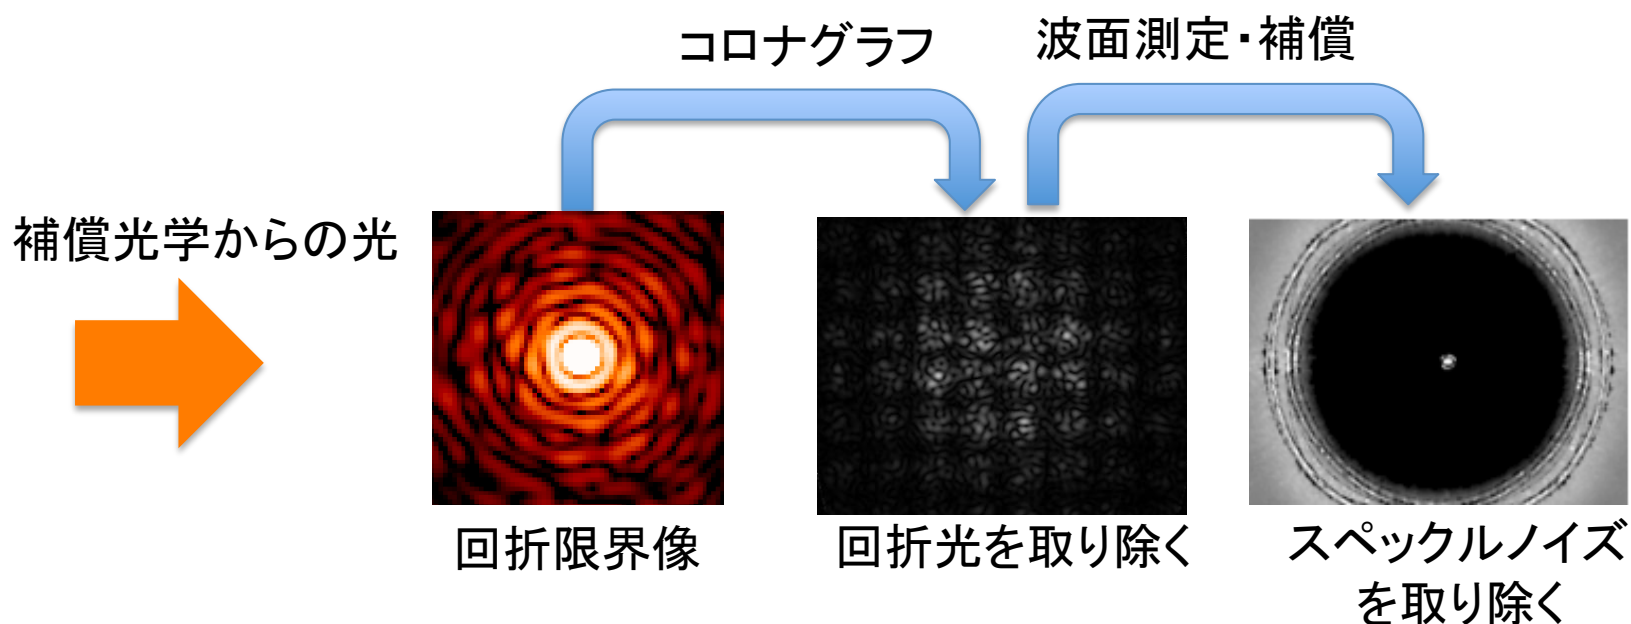 コロナグラフ
波面測定・補償
補償光学からの光
回折限界像
回折光を取り除く
スペックルノイズ
を取り除く